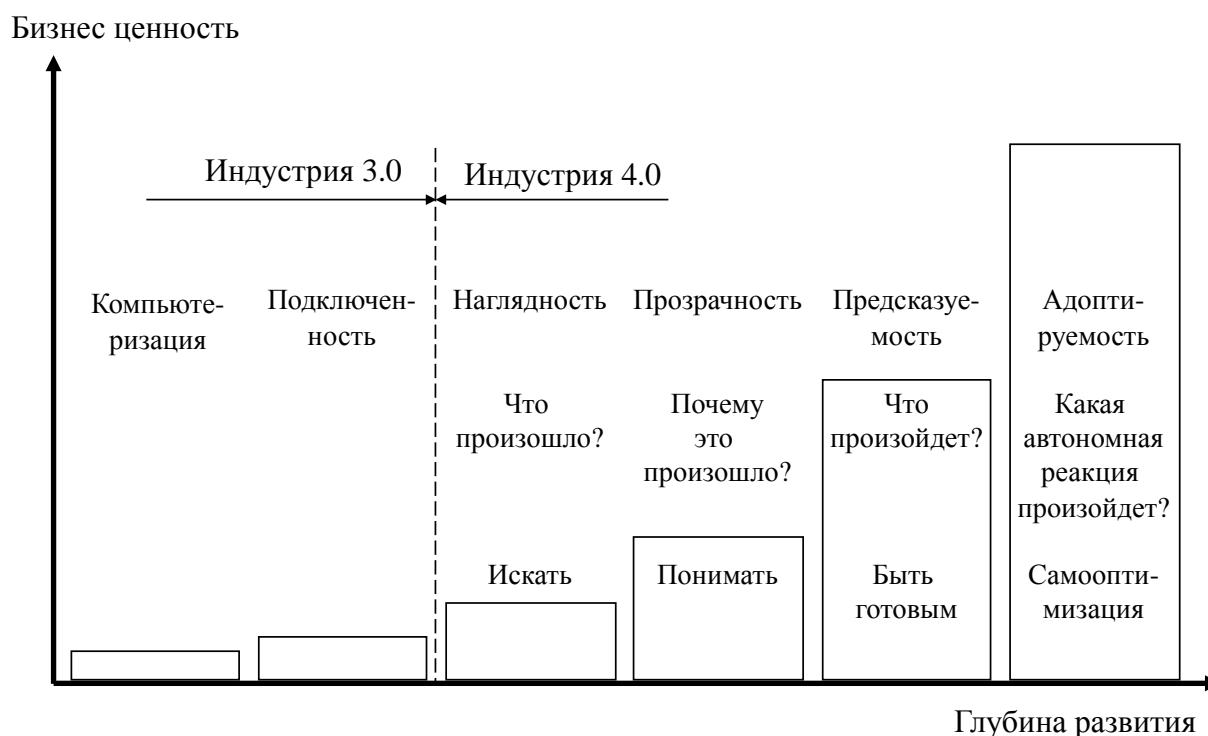 Бизнес ценность
Индустрия 3.0
Индустрия 4.0
Компьюте-
ризация
Подключен-
ность
Наглядность
Прозрачность
Предсказуе-
мость
Адопти-
руемость
Что
произошло?
Почему
это
произошло?
Что
произойдет?
Какая
автономная
реакция
произойдет?
Искать
Понимать
Быть
готовым
Самоопти-
мизация
Глубина развития